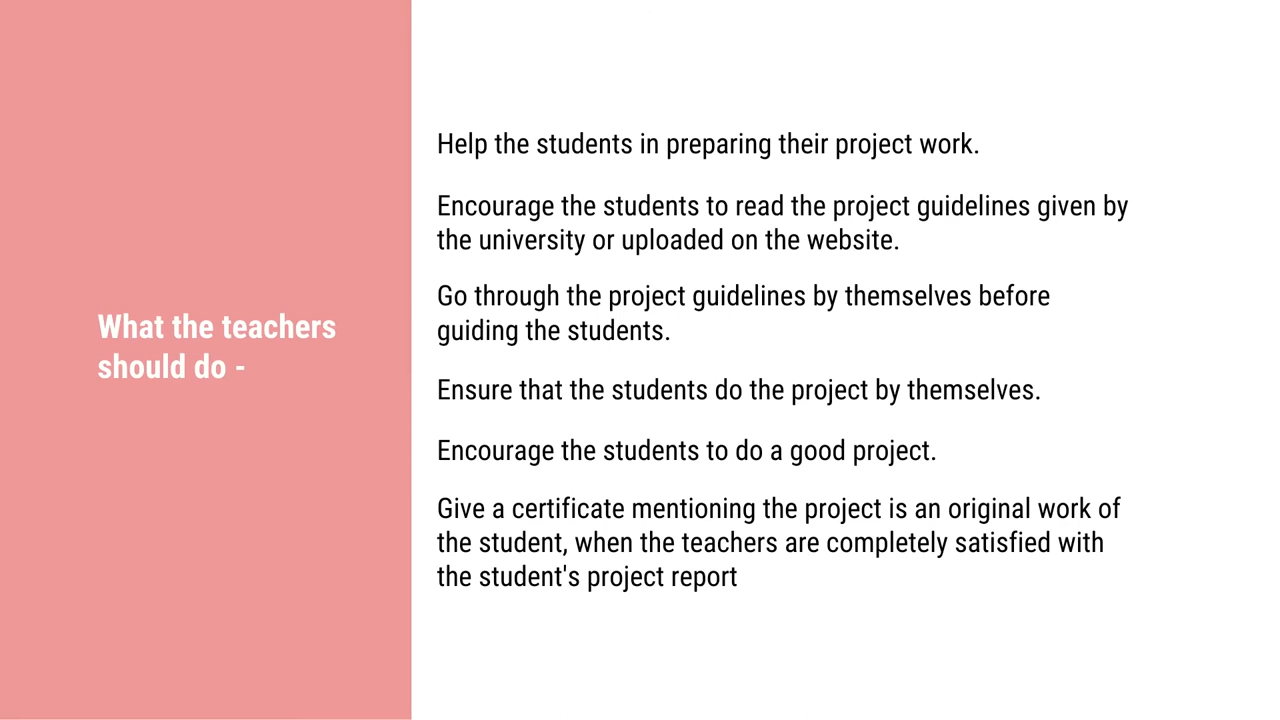 What the teachers
should do -
Help the students in preparing their project work.
Encourage the students to read the project guidelines given by
the university or uploaded on the website.
Go through the project guidelines by themselves before
guiding the students.
Ensure that the students do the project by themselves.
Encourage the students to do a good project.
Give a certificate mentioning the project is an original work of
the student, when the teachers are completely satisfied with
the student's project report